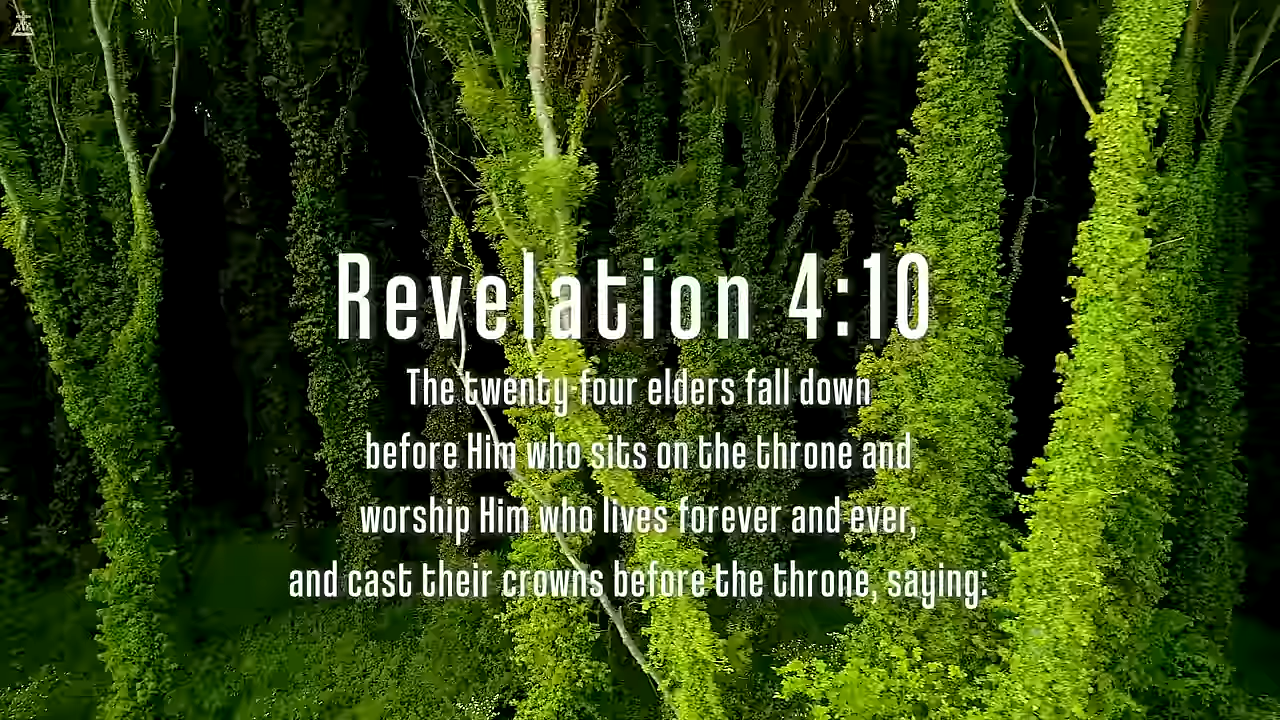 Revelation 4:10
The twenty-four elders fall down
before Him who sits on the throne and
worship Him who lives forever and ever,
and cast their crowns before the throne, saying: